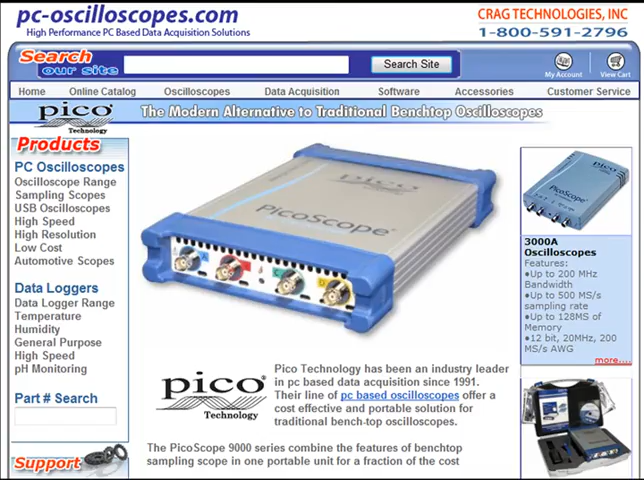 pc-oscilloscopes.com
High Performance PC Based Data Acquisition Solutions
CRAG TECHNOLOGIES, INC
1-800-591-2796
Search
our site
Search Site
My Account
View Cart
Home
Online Catalog
Oscilloscopes
Data Acquisition
Software
Accessories
Customer Service
pico
Technology
The Modern Alternative to Traditional Benchtop Oscilloscopes
Products
PC Oscilloscopes
Oscilloscope Range
Sampling Scopes
USB Oscilloscopes
High Speed
High Resolution
Low Cost
Automotive Scopes
Data Loggers
Data Logger Range
Temperature
Humidity
General Purpose
High Speed
pH Monitoring
Part # Search
Support
pico
PicoScope
A
B
C
D
pico
3000A
Oscilloscopes
Features:
●Up to 200 MHz
Bandwidth
●Up to 500 MS/s
sampling rate
●Up to 128MS of
Memory
●12 bit, 20MHz, 200
MS/s AWG
more....
pico
Technology
Pico Technology has been an industry leader
in pc based data acquisition since 1991.
Their line of pc based oscilloscopes offer a
cost effective and portable solution for
traditional bench-top oscilloscopes.
The PicoScope 9000 series combine the features of benchtop
sampling scope in one portable unit for a fraction of the cost